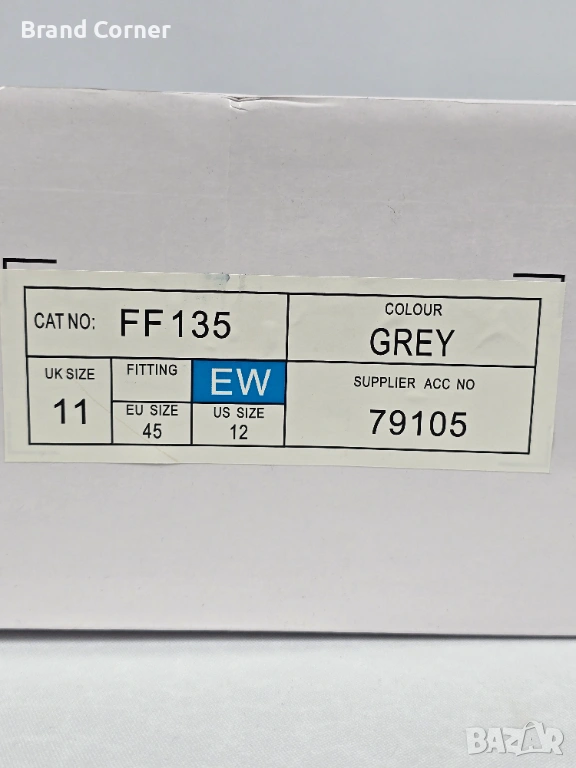 Brand Corner
CAT NO: FF135
COLOUR
GREY
UK SIZE
11
FITTING
EW
EU SIZE
45
US SIZE
12
SUPPLIER ACC NO
79105
BAZAR